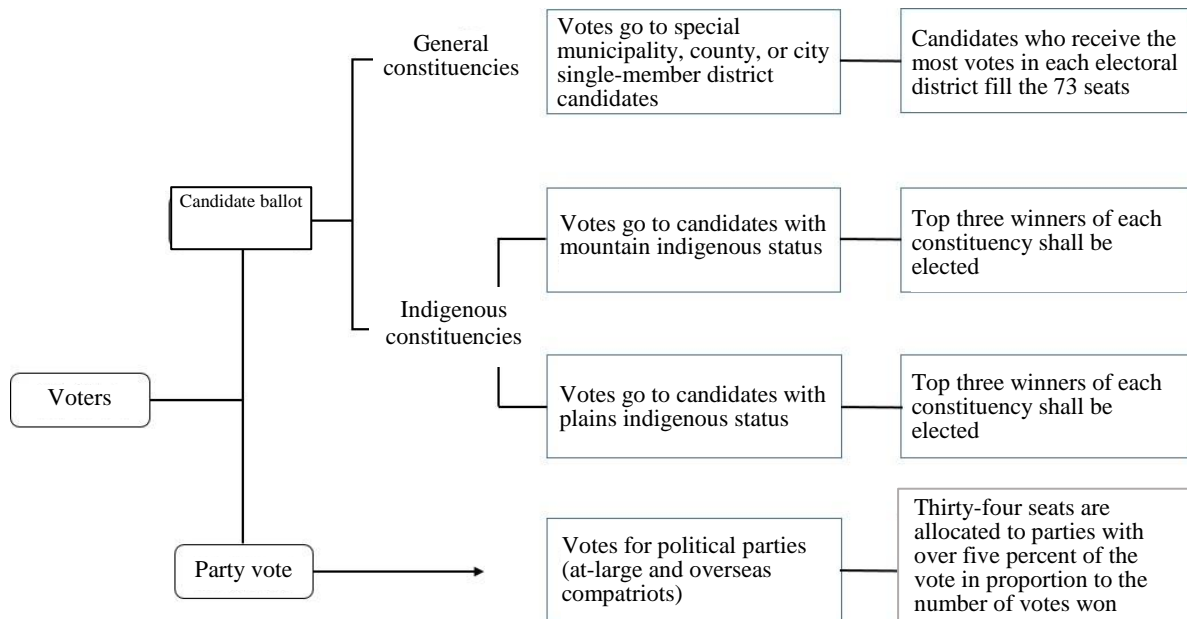 General
constituencies
Votes go to special
municipality, county, or city
single-member district
candidates
Candidates who receive the
most votes in each electoral
district fill the 73 seats
Candidate ballot
Votes go to candidates with
mountain indigenous status
Top three winners of each
constituency shall be
elected
Indigenous
constituencies
Voters
Votes go to candidates with
plains indigenous status
Top three winners of each
constituency shall be
elected
Party vote
Votes for political parties
(at-large and overseas
compatriots)
Thirty-four seats are
allocated to parties with
over five percent of the
vote in proportion to the
number of votes won